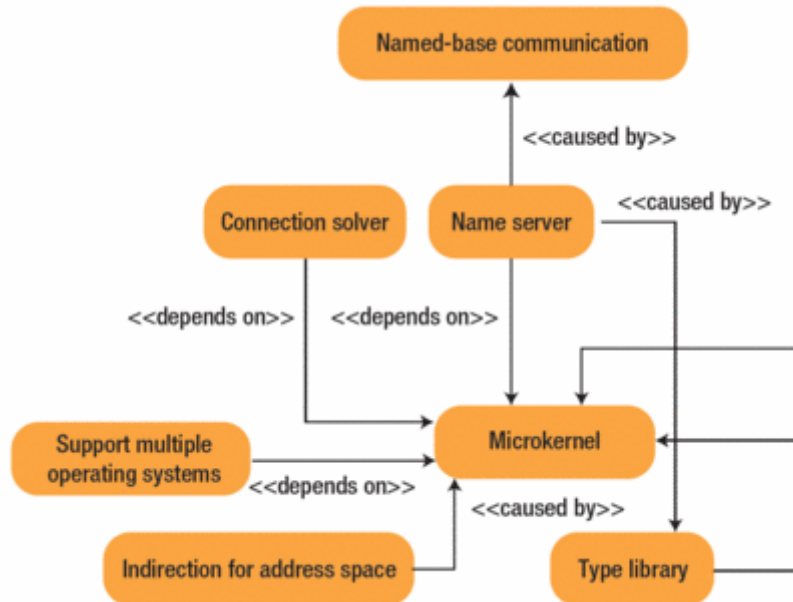 Named-base communication
<<caused by>>
Connection solver
Name server
<<caused by>>
<<depends on>>
<<depends on>>
Microkernel
Support multiple
operating systems
<<depends on>>
<<caused by>>
Indirection for address space
Type library